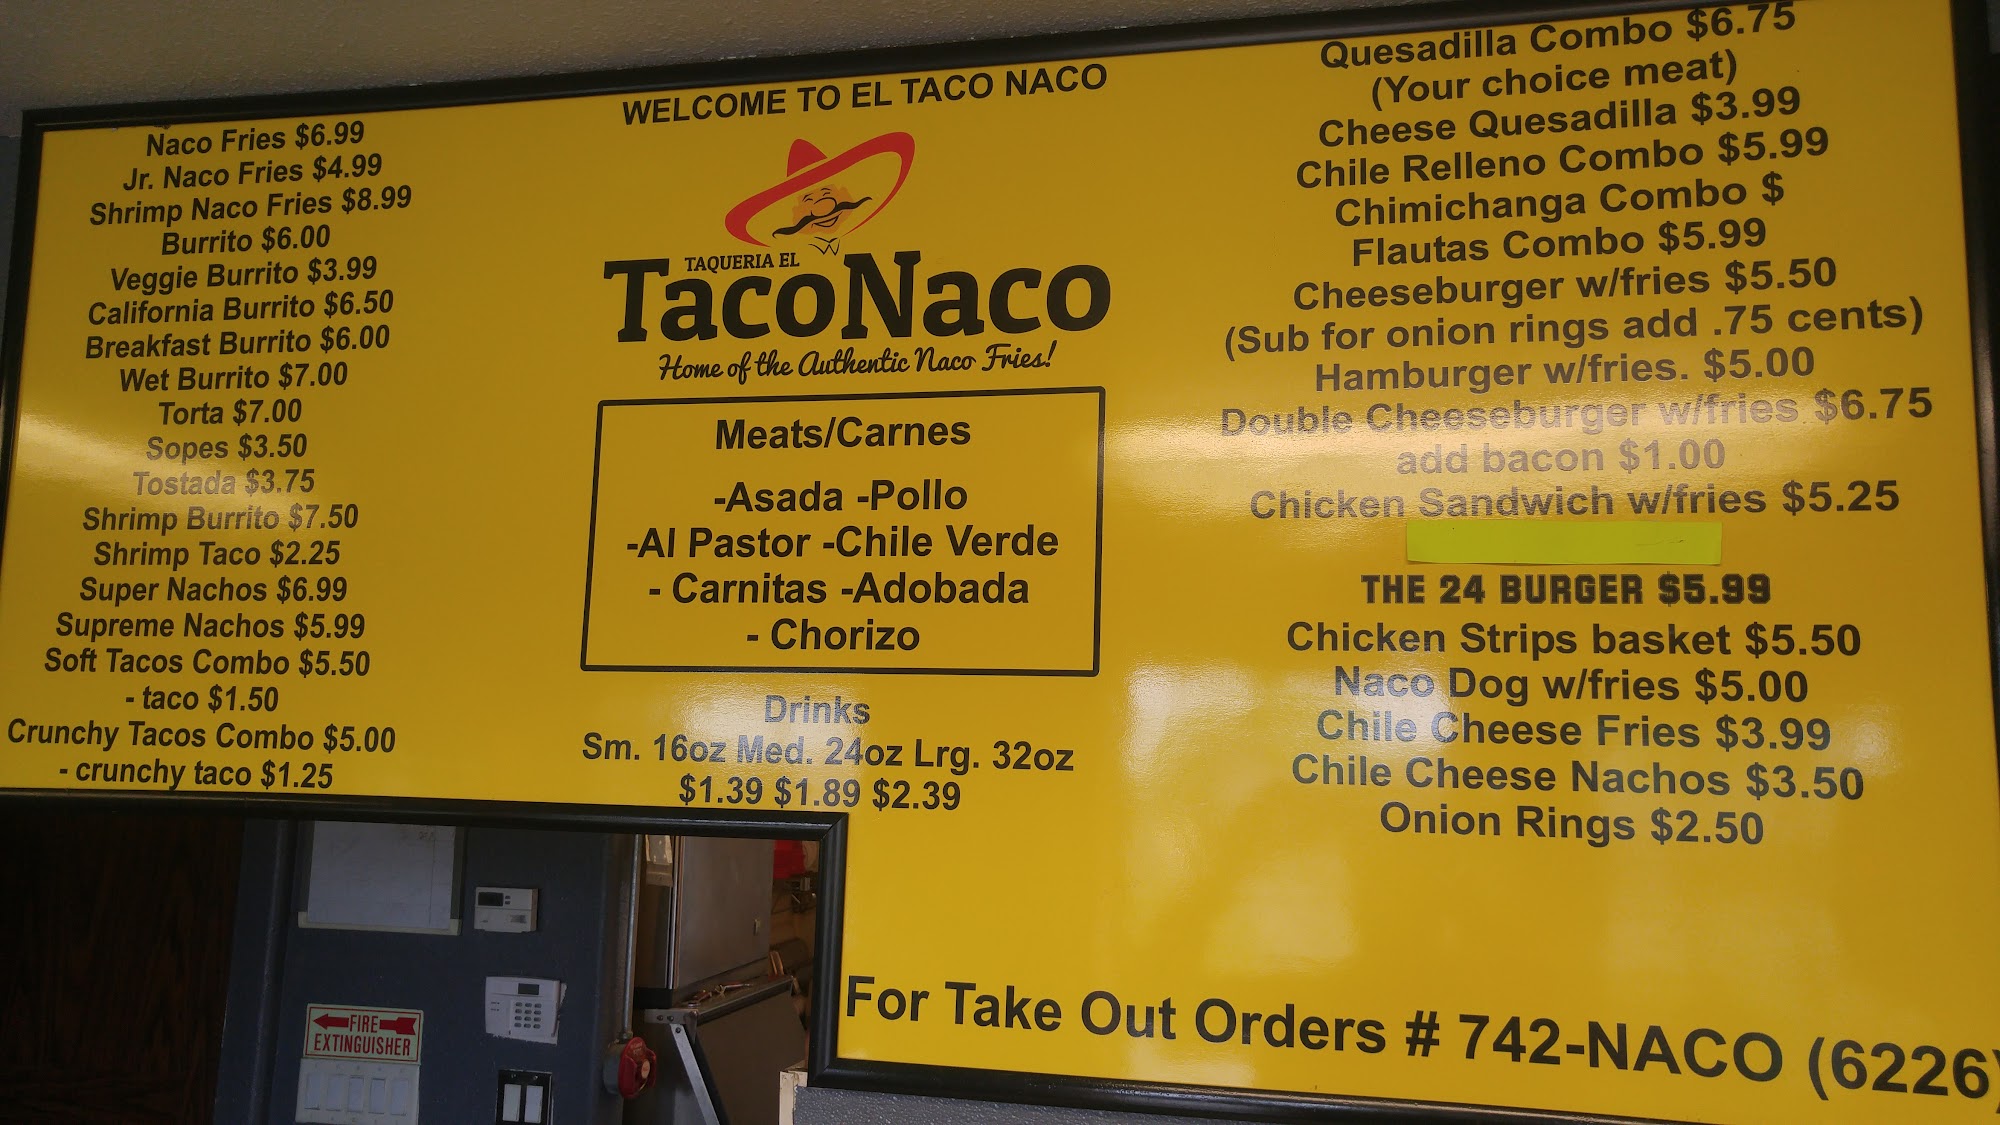 Naco Fries $6.99
Jr. Naco Fries $4.99
Shrimp Naco Fries $8.99
Burrito $6.00
Veggie Burrito $3.99
California Burrito $6.50
Breakfast Burrito $6.00
Wet Burrito $7.00
Torta $7.00
Sopes $3.50
Tostada $3.75
Shrimp Burrito $7.50
Shrimp Taco $2.25
Super Nachos $6.99
Supreme Nachos $5.99
Soft Tacos Combo $5.50
- taco $1.50
Crunchy Tacos Combo $5.00
- crunchy taco $1.25
WELCOME TO EL TACO NACO
TAQUERIA EL
TacoNaco
Home of the Authentic Naco Fries!
Meats/Carnes
-Asada -Pollo
-Al Pastor -Chile Verde
- Carnitas -Adobada
- Chorizo
Drinks
Sm. 16oz Med. 24oz Lrg. 32oz
$1.39 $1.89 $2.39
Quesadilla Combo $6.75
(Your choice meat)
Cheese Quesadilla $3.99
Chile Relleno Combo $5.99
Chimichanga Combo $
Flautas Combo $5.99
Cheeseburger w/fries $5.50
(Sub for onion rings add .75 cents)
Hamburger w/fries. $5.00
Double Cheeseburger w/fries $6.75
add bacon $1.00
Chicken Sandwich w/fries $5.25
THE 24 BURGER $5.99
Chicken Strips basket $5.50
Naco Dog w/fries $5.00
Chile Cheese Fries $3.99
Chile Cheese Nachos $3.50
Onion Rings $2.50
For Take Out Orders # 742-NACO (6226)
FIRE
EXTINGUISHER